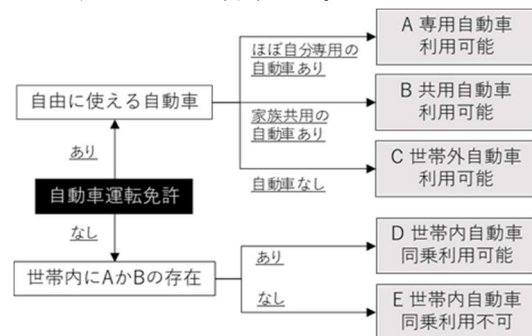 A 専用自動車
利用可能
ほぼ自分専用の
自動車あり
自由に使える自動車
B 共用自動車
利用可能
家族共用の
自動車あり
あり
C 世帯外自動車
利用可能
自動車なし
自動車運転免許
なし
D 世帯内自動車
同乗利用可能
あり
世帯内にAかBの存在
なし
E 世帯内自動車
同乗利用不可